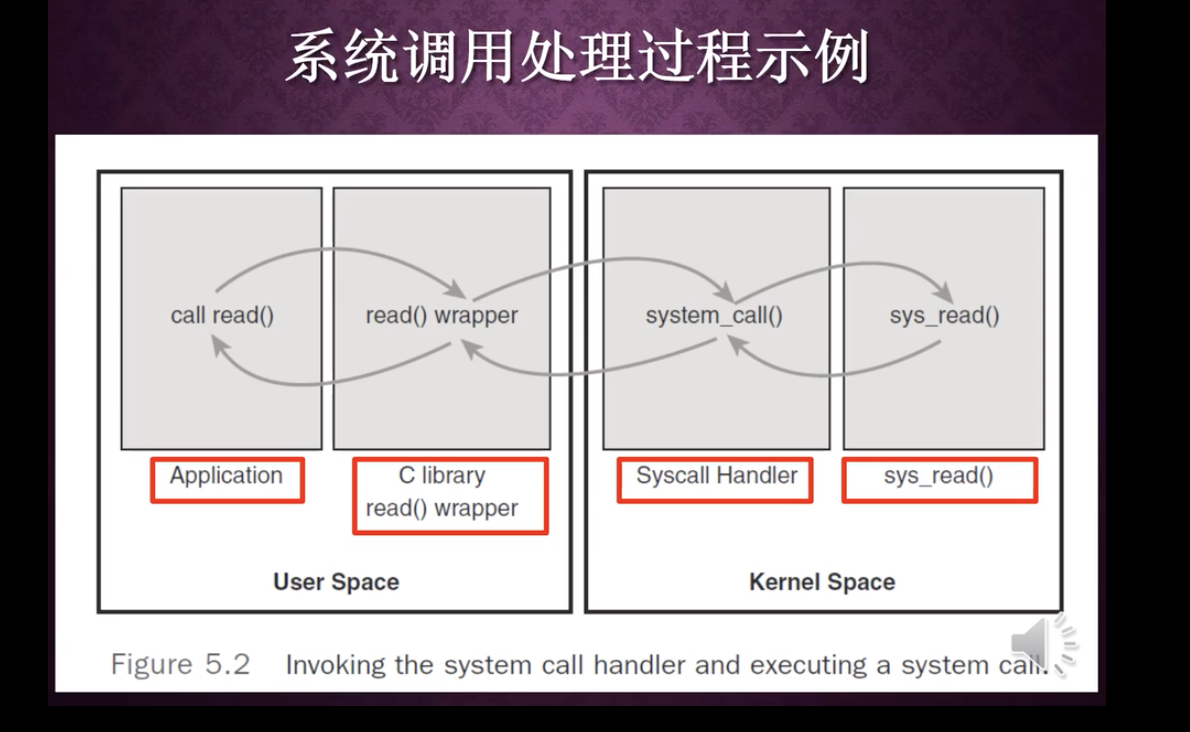 系统调用处理过程示例
call read()
read() wrapper
system_call()
sys_read()
Application
C library
read() wrapper
Syscall Handler
sys_read()
User Space
Kernel Space
Figure 5.2 Invoking the system call handler and executing a system call.